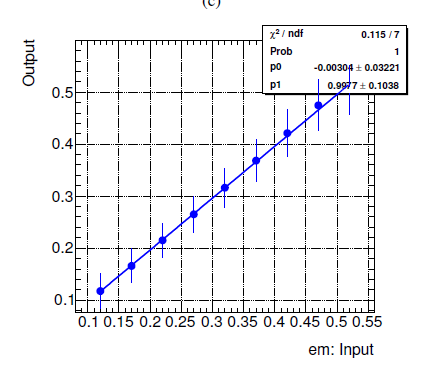 (c)
χ² / ndf 0.115 / 7
Prob 1
p0 -0.00304 ± 0.03221
p1 0.9977 ± 0.1038
Output
0.5
0.4
0.3
0.2
0.1
0.1 0.15 0.2 0.25 0.3 0.35 0.4 0.45 0.5 0.55
em: Input